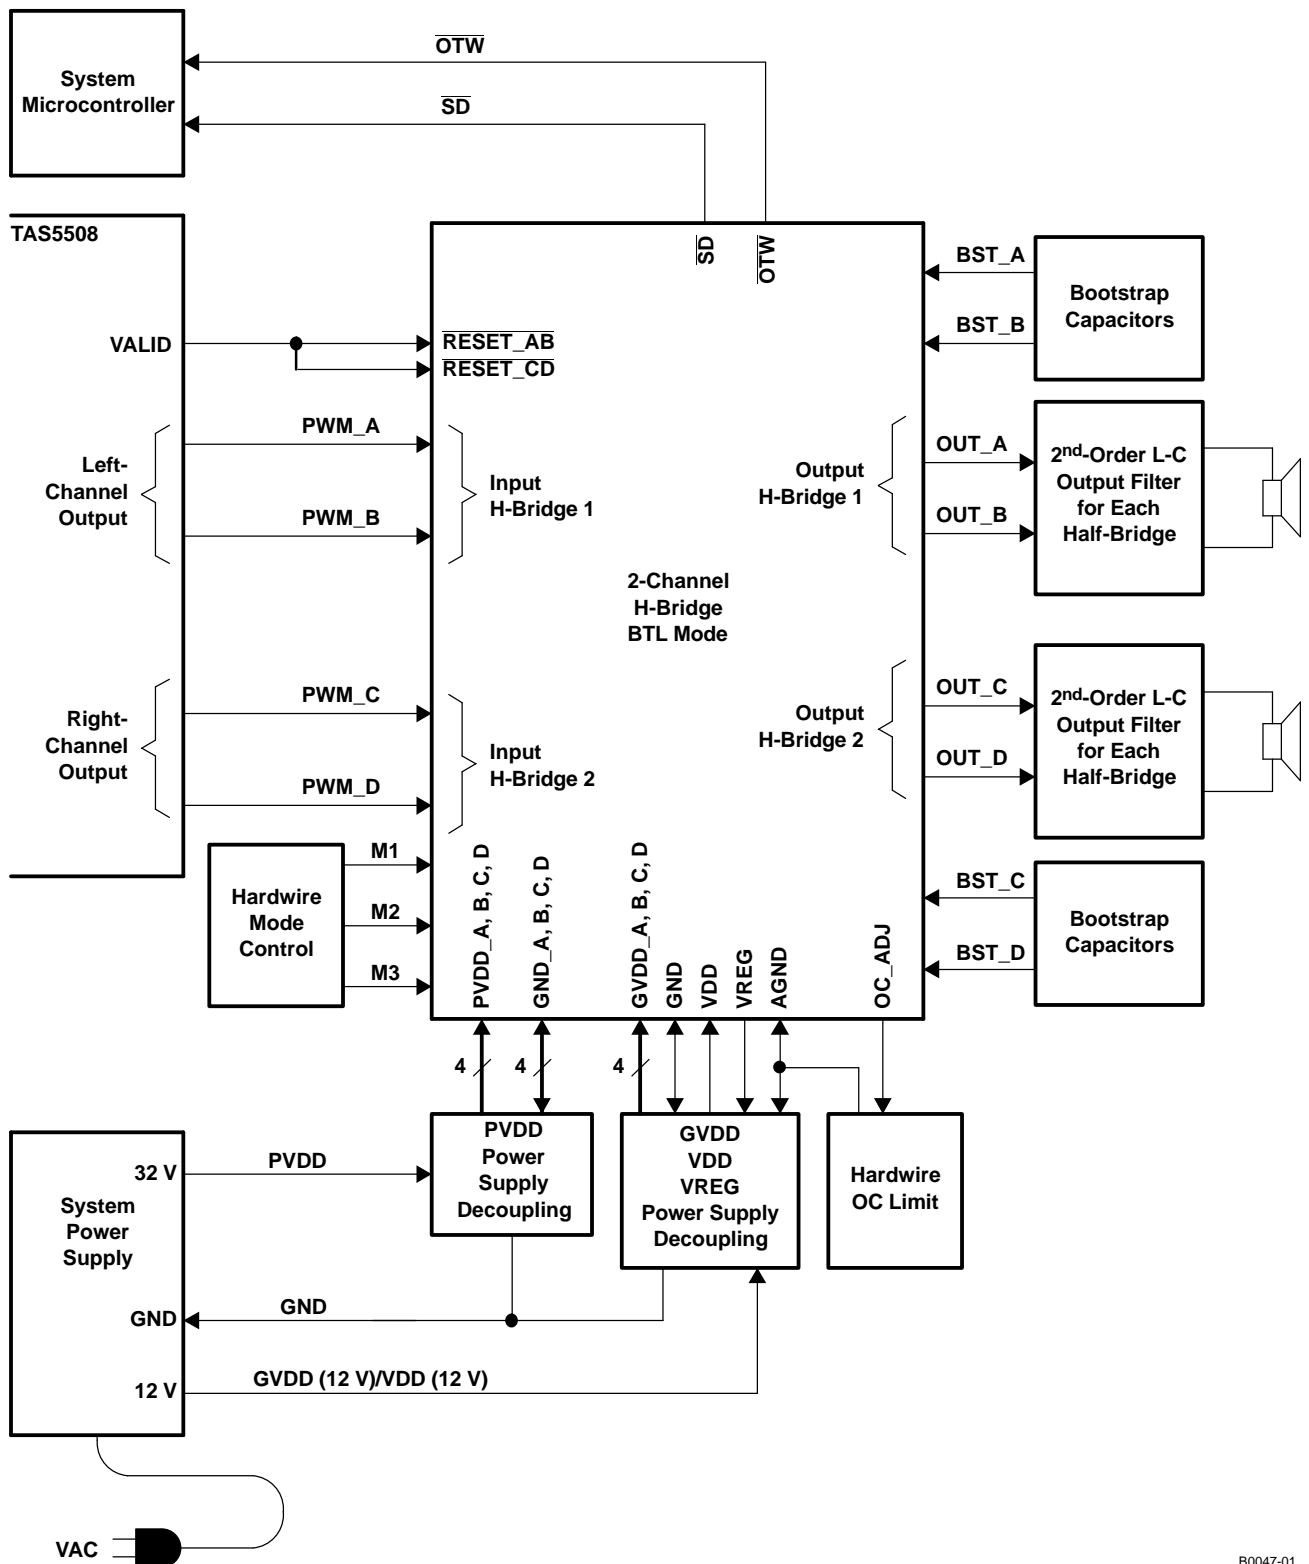 OTW
System
Microcontroller
SD
TAS5508
SD
OTW
BST_A
Bootstrap
Capacitors
BST_B
VALID
RESET_AB
RESET_CD
PWM_A
Left-
Channel
Output
PWM_B
Input
H-Bridge 1
Output
H-Bridge 1
OUT_A
OUT_B
2nd-Order L-C
Output Filter
for Each
Half-Bridge
2-Channel
H-Bridge
BTL Mode
PWM_C
Right-
Channel
Output
PWM_D
Input
H-Bridge 2
Output
H-Bridge 2
OUT_C
OUT_D
2nd-Order L-C
Output Filter
for Each
Half-Bridge
Hardwire
Mode
Control
M1
M2
M3
PVDD_A, B, C, D
GND_A, B, C, D
GVDD_A, B, C, D
GND
VDD
VREG
AGND
OC_ADJ
BST_C
Bootstrap
Capacitors
BST_D
4
4
4
PVDD
Power
Supply
Decoupling
GVDD
VDD
VREG
Power Supply
Decoupling
Hardwire
OC Limit
32 V
PVDD
System
Power
Supply
GND
GND
12 V
GVDD (12 V)/VDD (12 V)
VAC
B0047-01